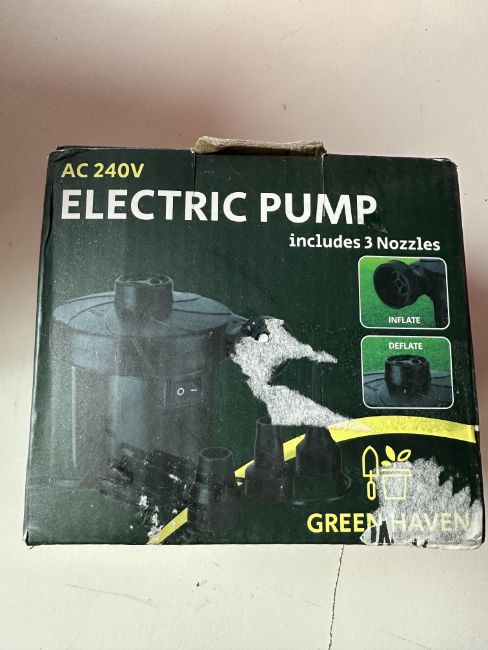 AC 240V
ELECTRIC PUMP
includes 3 Nozzles
INFLATE
DEFLATE
GREEN HAVEN